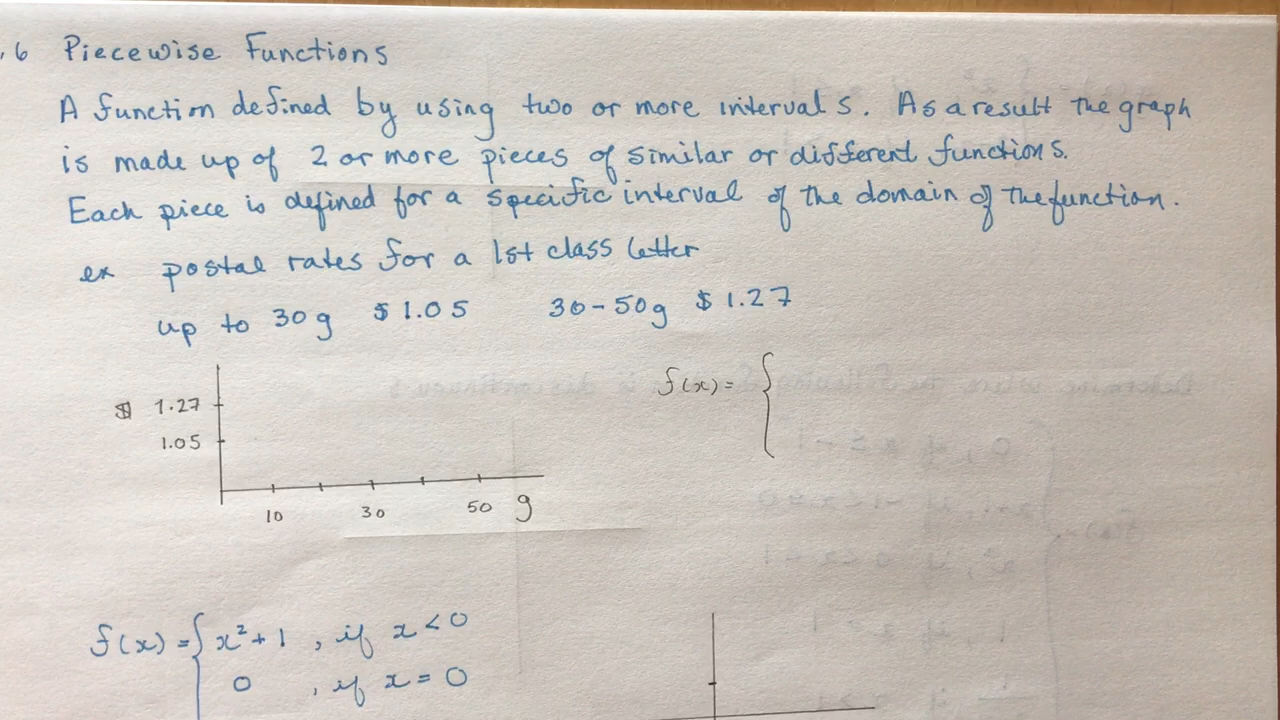 .6 Piecewise Functions
A function defined by using two or more intervals. As a result the graph
is made up of 2 or more pieces of similar or different functions.
Each piece is defined for a specific interval of the domain of the function.
ex postal rates for a 1st class letter
up to 30g $1.05 30-50g $1.27
f(x)= {
$ 1.27
1.05
10 30 50 g
f(x) = { x²+1 , if x<0
0 , if x=0